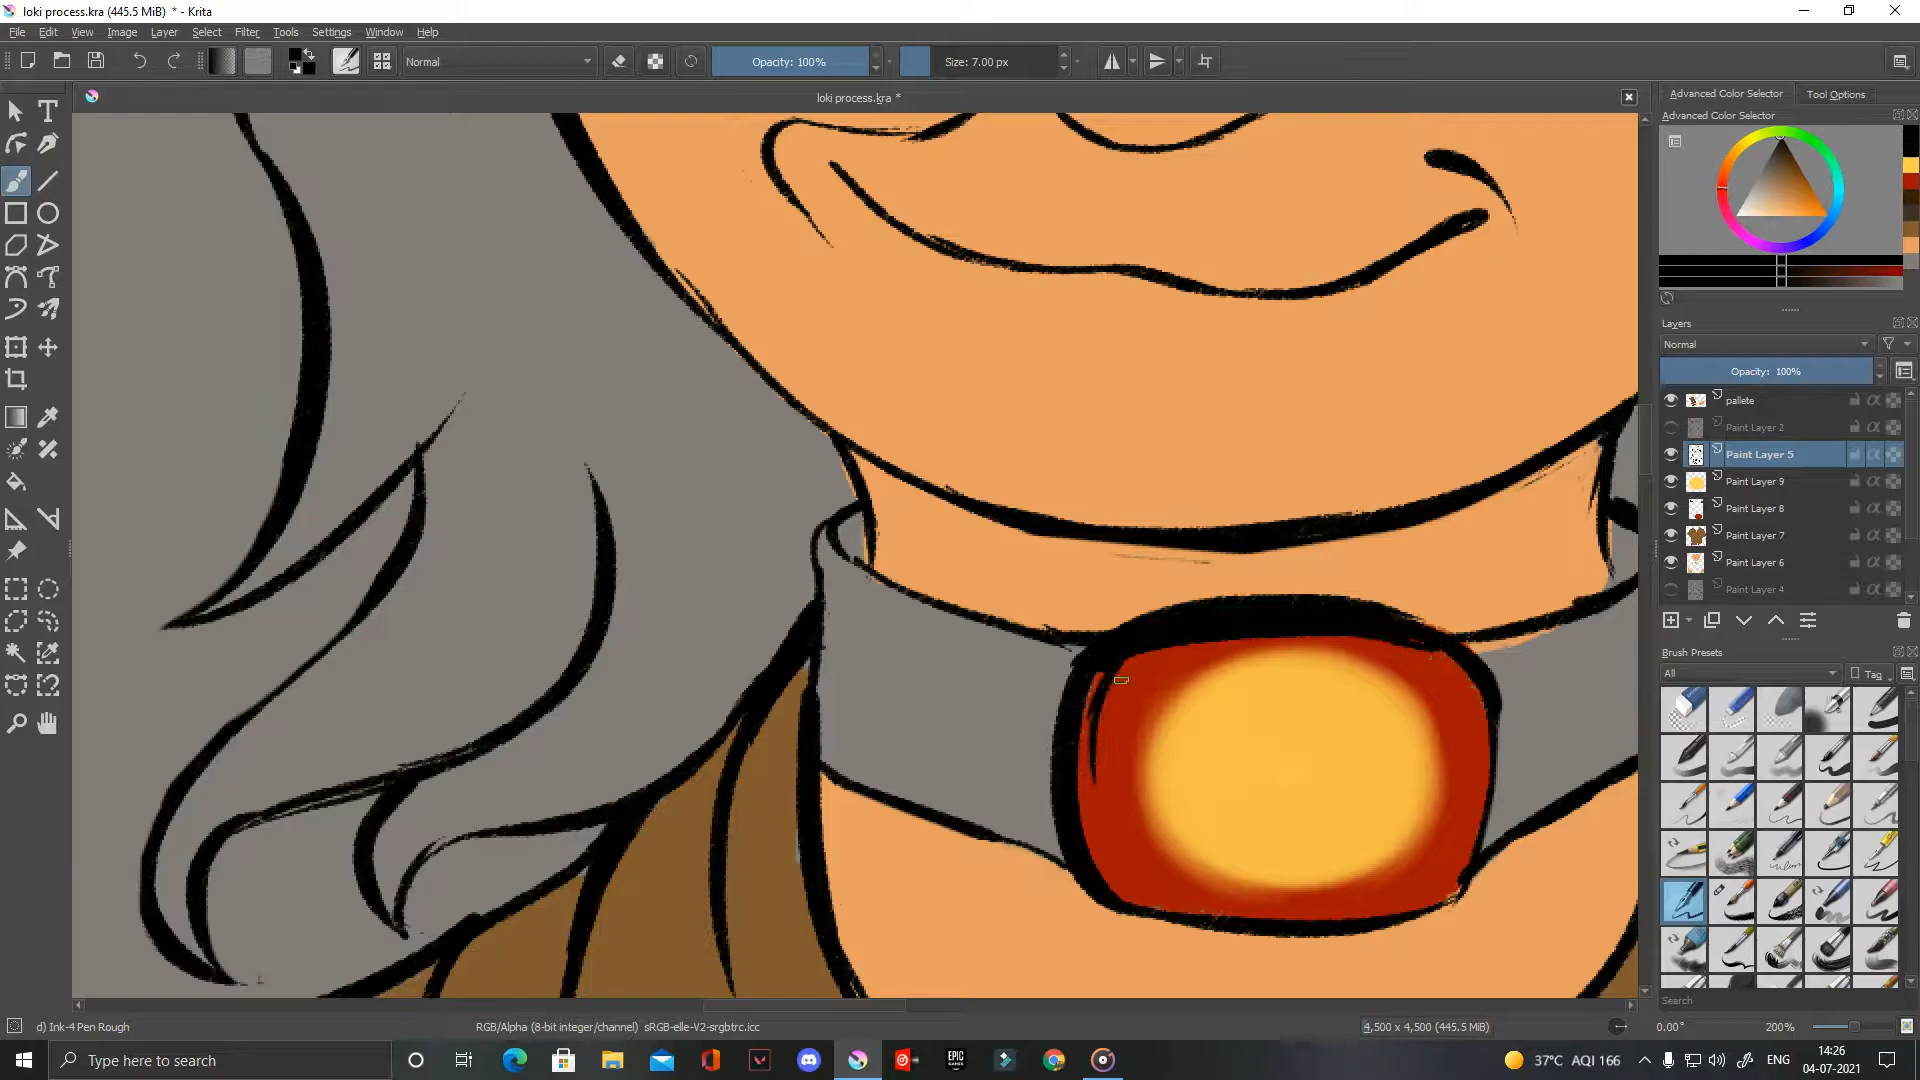 loki process.kra (445.5 MiB) * - Krita
File Edit View Image Layer Select Filter Tools Settings Window Help
Normal Opacity: 100% Size: 7.00 px
loki process.kra *
Advanced Color Selector Tool Options
Advanced Color Selector
Layers
Normal
Opacity: 100%
pallete
Paint Layer 2
Paint Layer 5
Paint Layer 9
Paint Layer 8
Paint Layer 7
Paint Layer 6
Paint Layer 4
Brush Presets
All Tag
Search
d) Ink-4 Pen Rough RGB/Alpha (8-bit integer/channel) sRGB-elle-V2-srgbtrc.icc 4,500 x 4,500 (445.5 MiB) 0.00° 200%
Type here to search EPIC GAMES 37°C AQI 166 ENG 14:26
04-07-2021